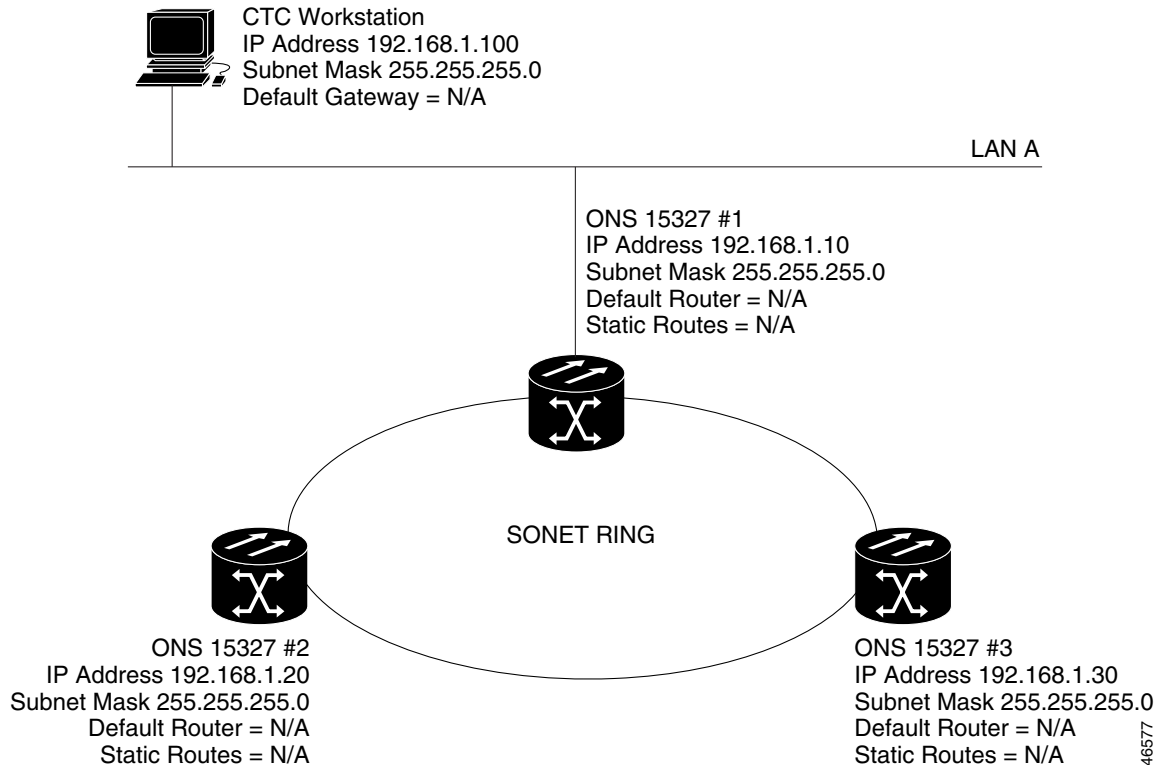 CTC Workstation
IP Address 192.168.1.100
Subnet Mask 255.255.255.0
Default Gateway = N/A
LAN A
ONS 15327 #1
IP Address 192.168.1.10
Subnet Mask 255.255.255.0
Default Router = N/A
Static Routes = N/A
SONET RING
ONS 15327 #2
IP Address 192.168.1.20
Subnet Mask 255.255.255.0
Default Router = N/A
Static Routes = N/A
ONS 15327 #3
IP Address 192.168.1.30
Subnet Mask 255.255.255.0
Default Router = N/A
Static Routes = N/A
46577